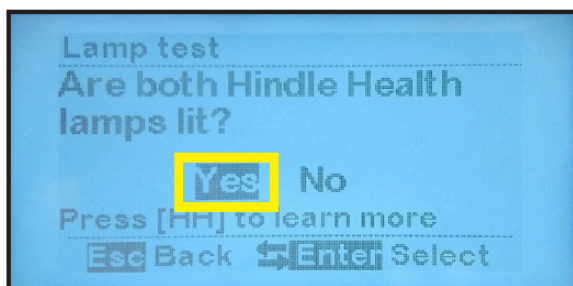 Lamp test
Are both Hindle Health
lamps lit?
Yes No
Press [HH] to learn more
Esc Back Enter Select